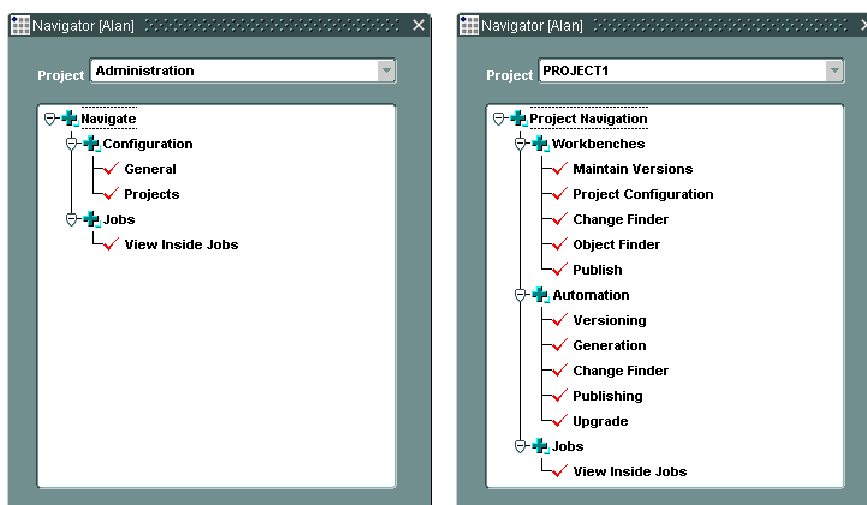 Navigator [Alan]
Project Administration
Navigate
Configuration
General
Projects
Jobs
View Inside Jobs
Navigator [Alan]
Project PROJECT1
Project Navigation
Workbenches
Maintain Versions
Project Configuration
Change Finder
Object Finder
Publish
Automation
Versioning
Generation
Change Finder
Publishing
Upgrade
Jobs
View Inside Jobs